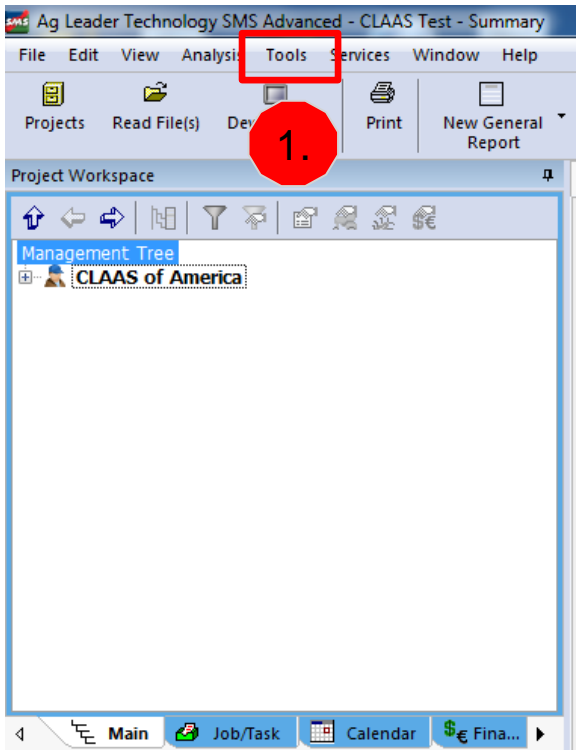 sms Ag Leader Technology SMS Advanced - CLAAS Test - Summary
File Edit View Analysis Tools Services Window Help
Projects Read File(s) Print New General Report
1.
Project Workspace
Management Tree
CLAAS of America
Main Job/Task Calendar $€ Fina...